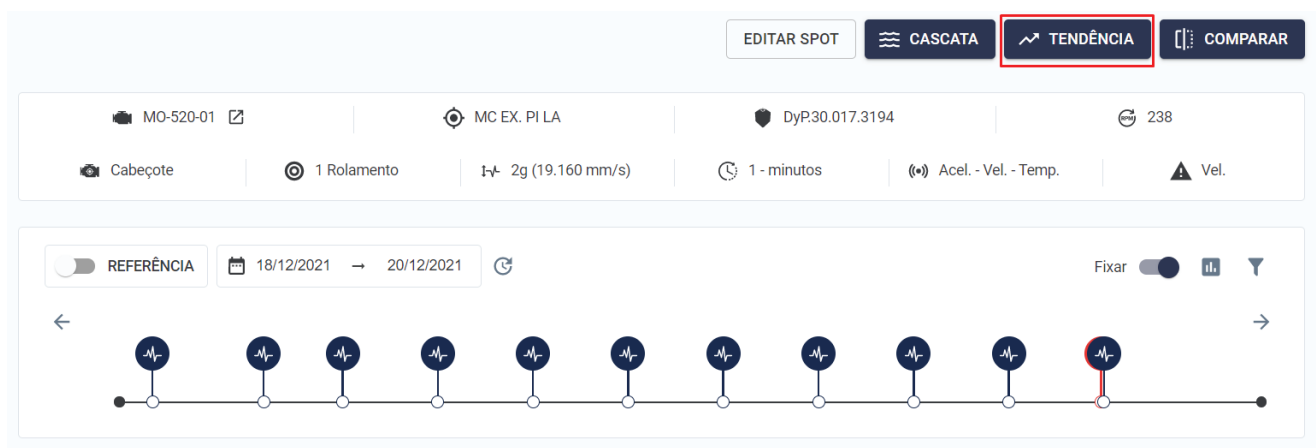 EDITAR SPOT CASCATA TENDÊNCIA COMPARAR
MO-520-01 MC EX. PI LA DyP.30.017.3194 RPM 238
Cabeçote 1 Rolamento 2g (19.160 mm/s) 1 - minutos Acel. - Vel. - Temp. Vel.
REFERÊNCIA 18/12/2021 → 20/12/2021 Fixar